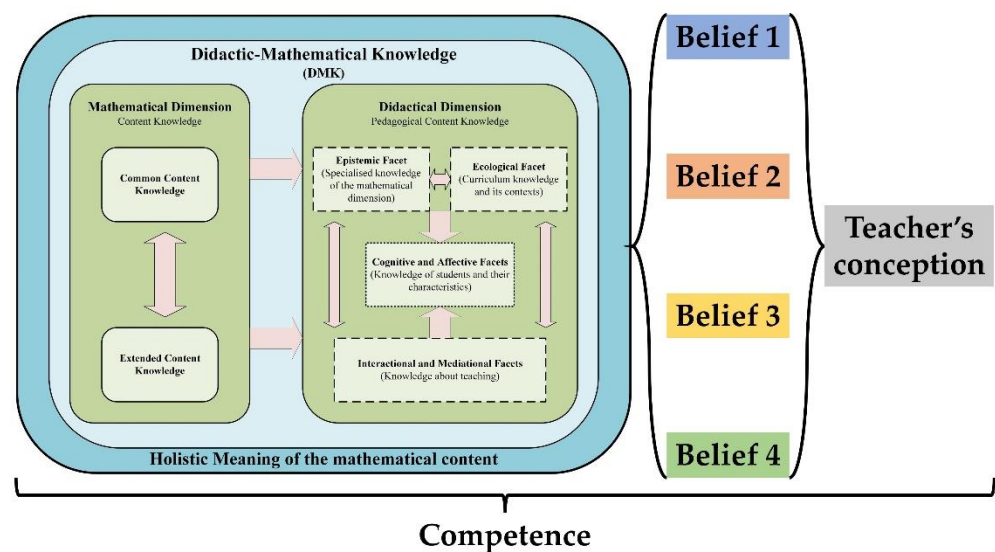 Didactic-Mathematical Knowledge
(DMK)
Mathematical Dimension
Content Knowledge
Common Content
Knowledge
Extended Content
Knowledge
Didactical Dimension
Pedagogical Content Knowledge
Epistemic Facet
(Specialised knowledge
of the mathematical
dimension)
Ecological Facet
(Curriculum knowledge
and its contexts)
Cognitive and Affective Facets
(Knowledge of students and their
characteristics)
Interactional and Mediational Facets
(Knowledge about teaching)
Holistic Meaning of the mathematical content
Belief 1
Belief 2
Belief 3
Belief 4
Teacher's
conception
Competence